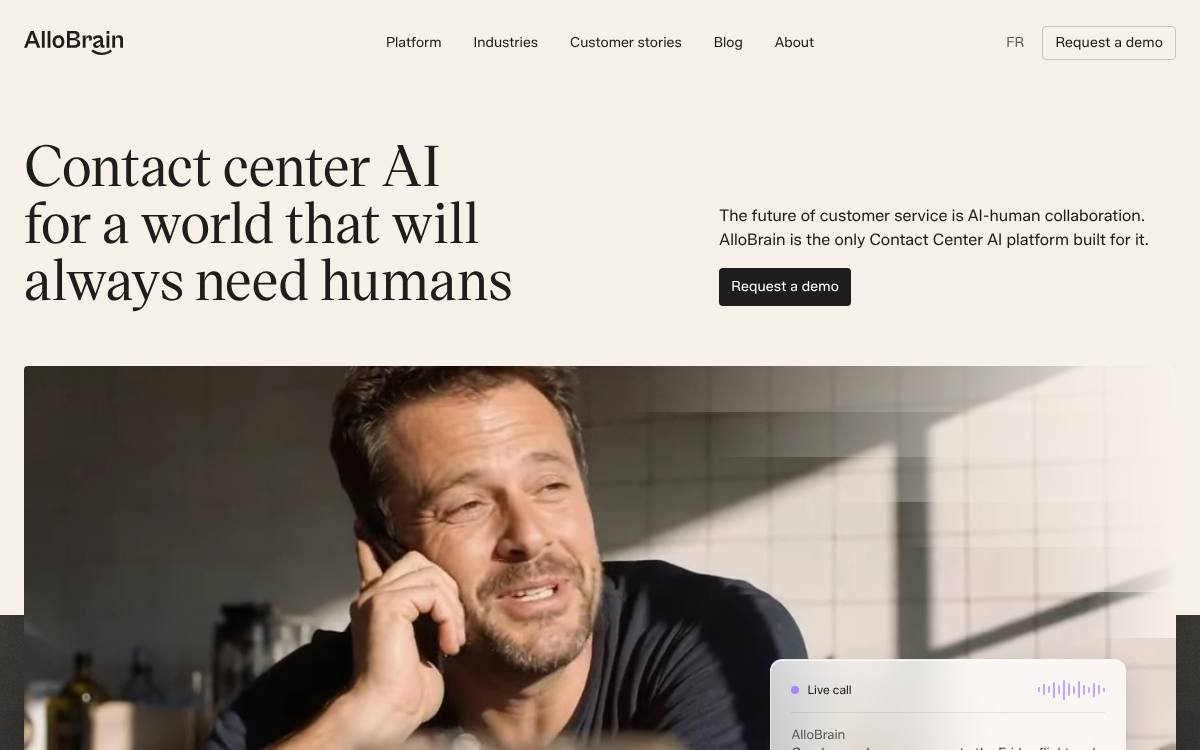 AlloBrain
Platform
Industries
Customer stories
Blog
About
FR
Request a demo
Contact center AI
for a world that will
always need humans
The future of customer service is AI-human collaboration.
AlloBrain is the only Contact Center AI platform built for it.
Request a demo
Live call
AlloBrain